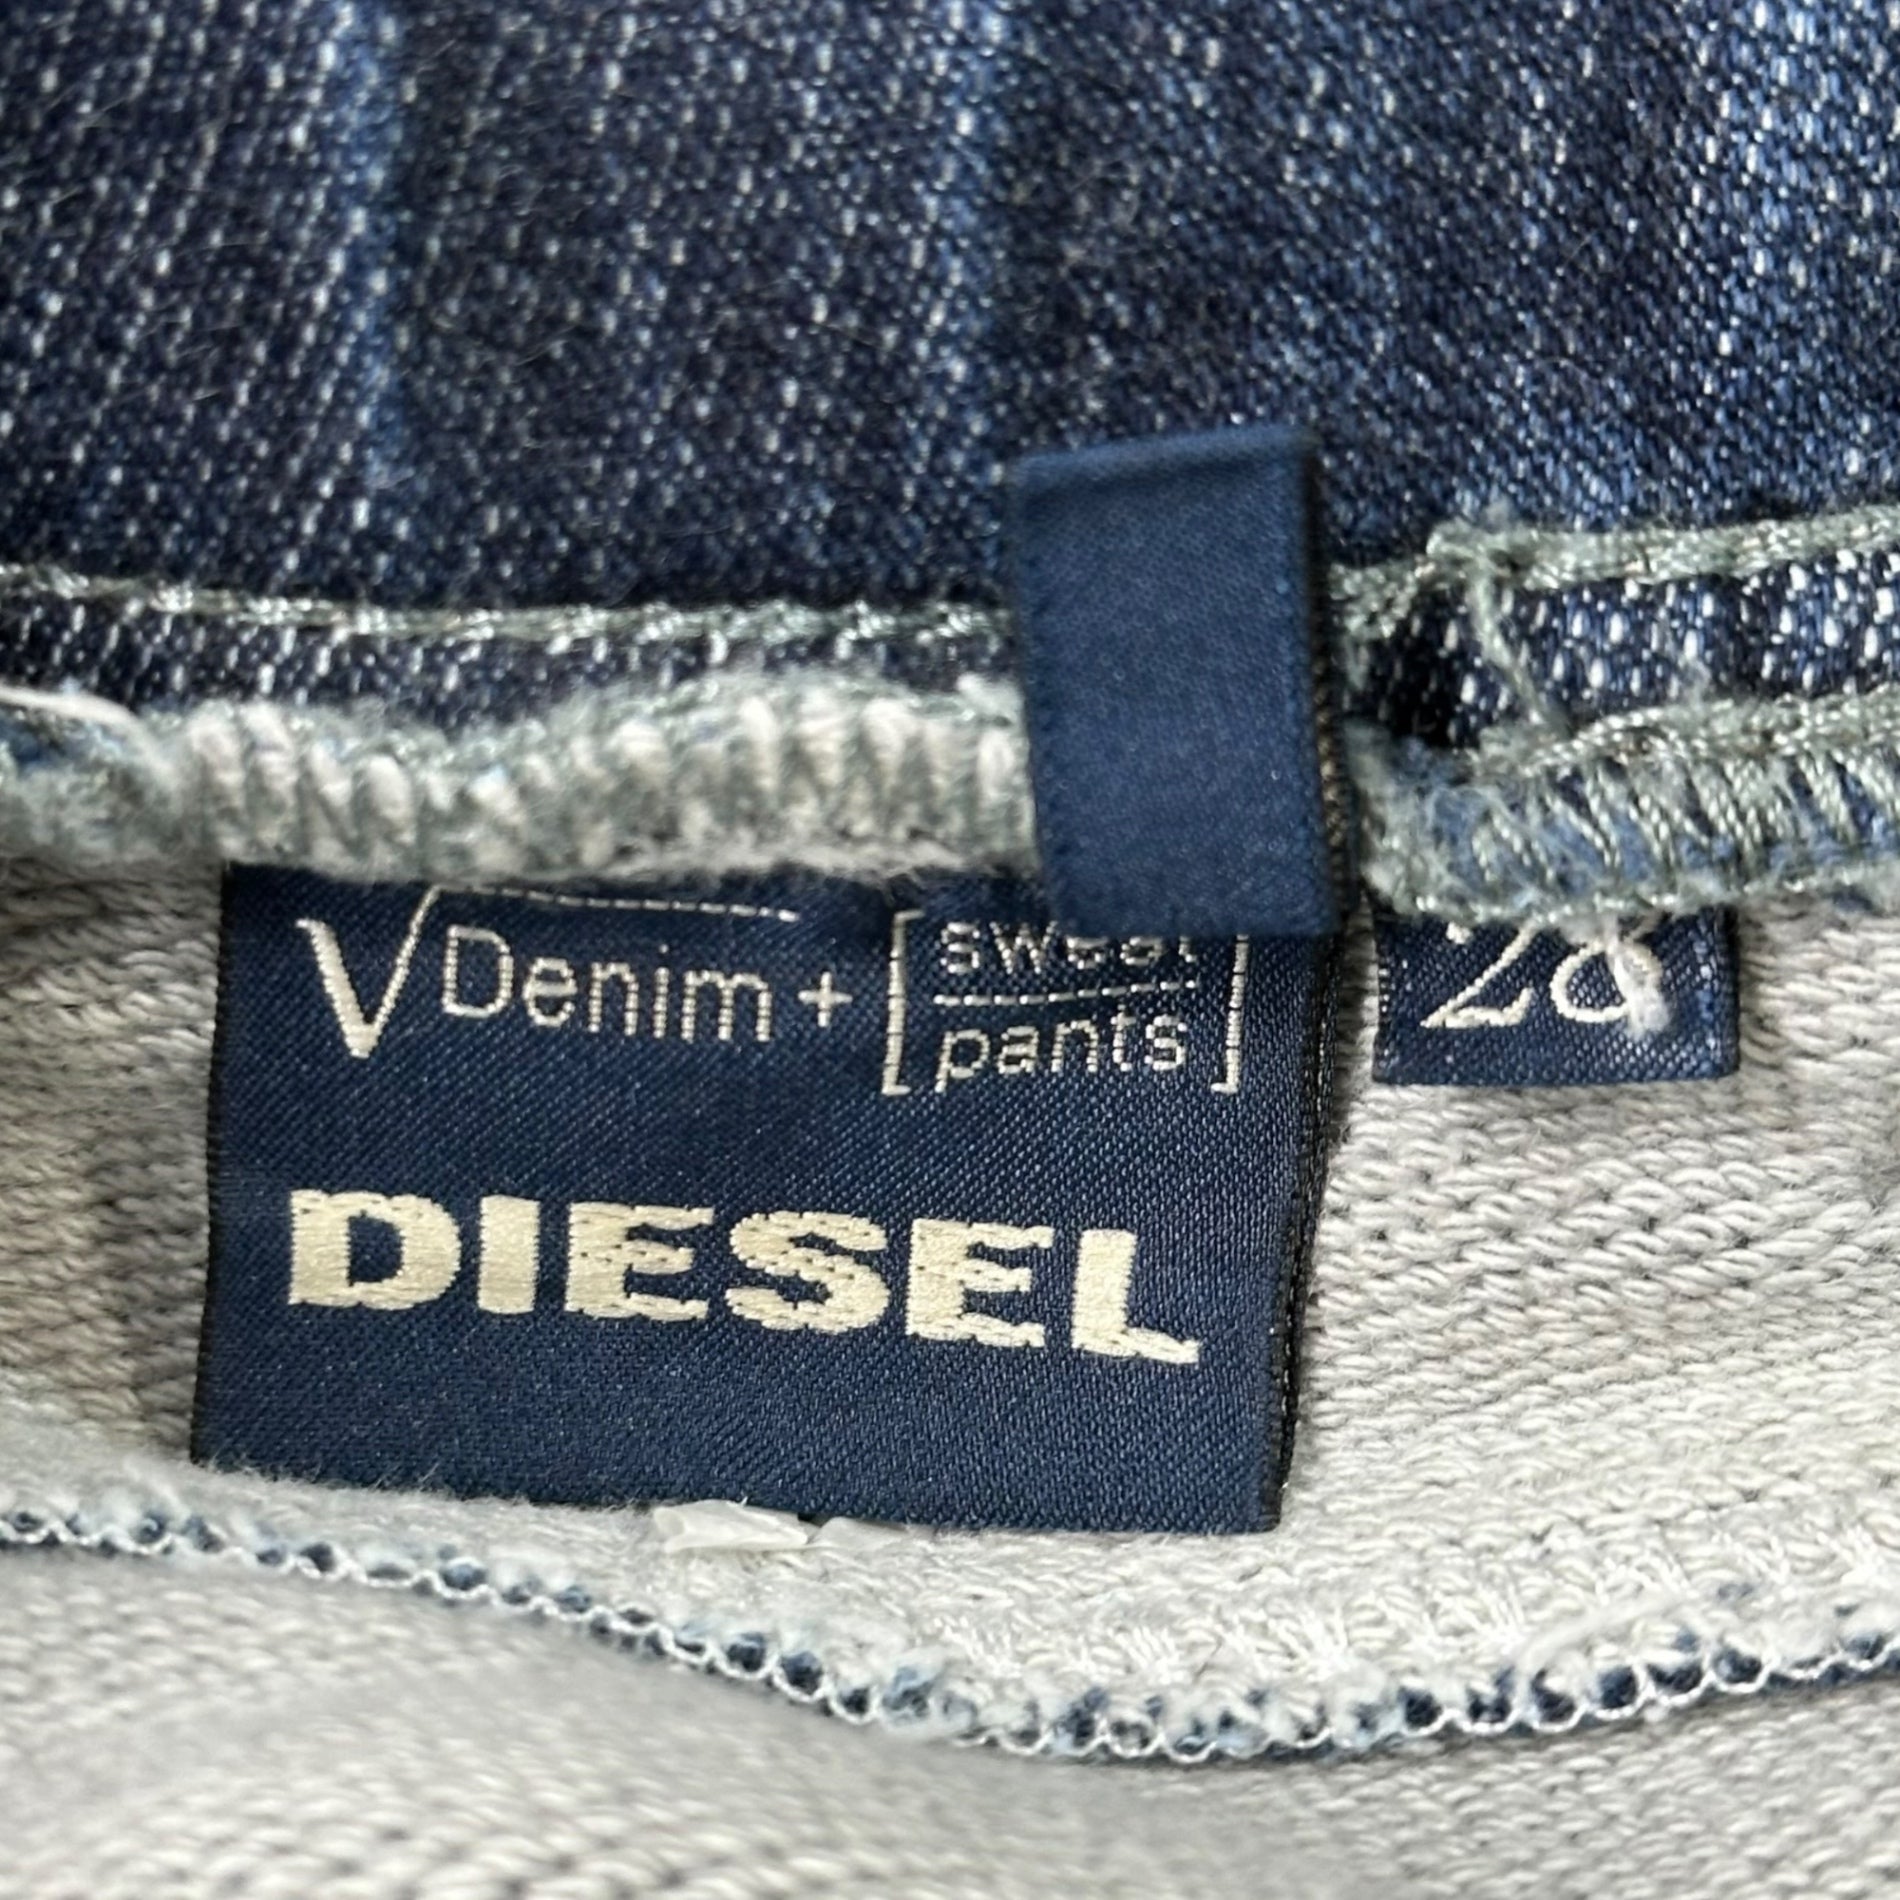 √Denim + [sweat
pants]
28
DIESEL